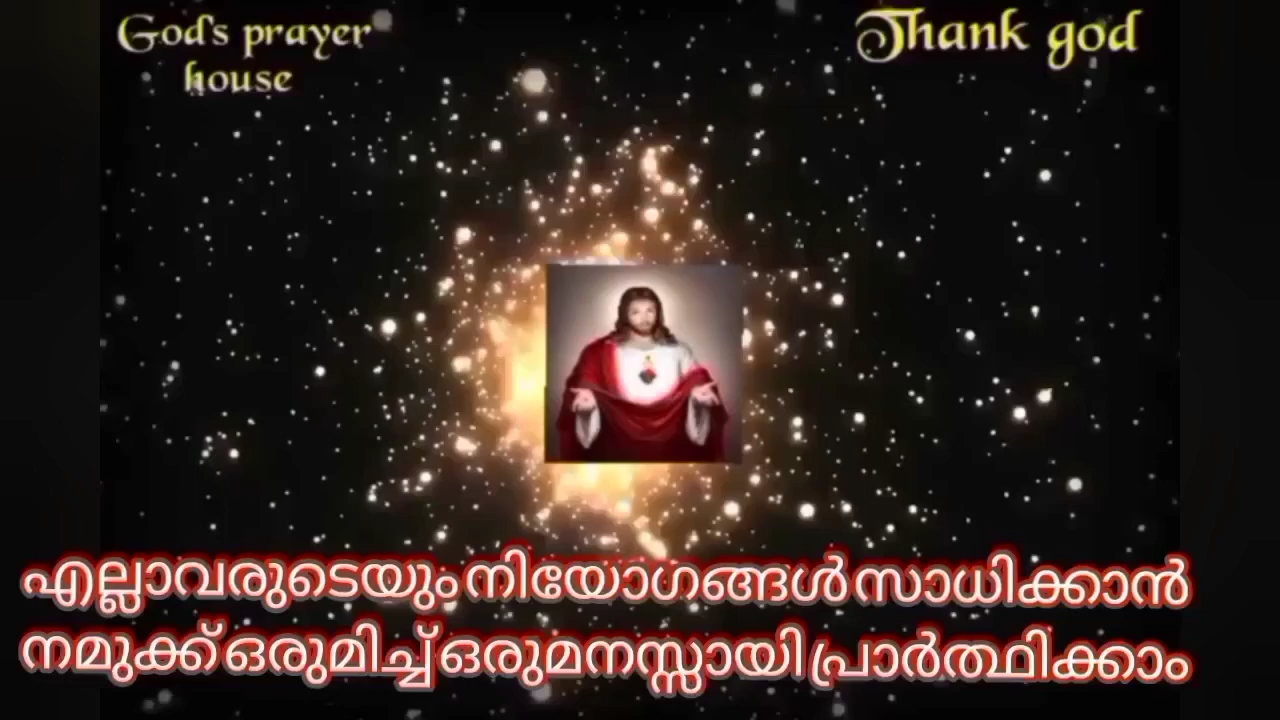 God's prayer
house
Thank god
എല്ലാവരുടെയും നിയോഗങ്ങൾ സാധിക്കാൻ
നമുക്ക് ഒരുമിച്ച് ഒരുമനസ്സായി പ്രാർത്ഥിക്കാം